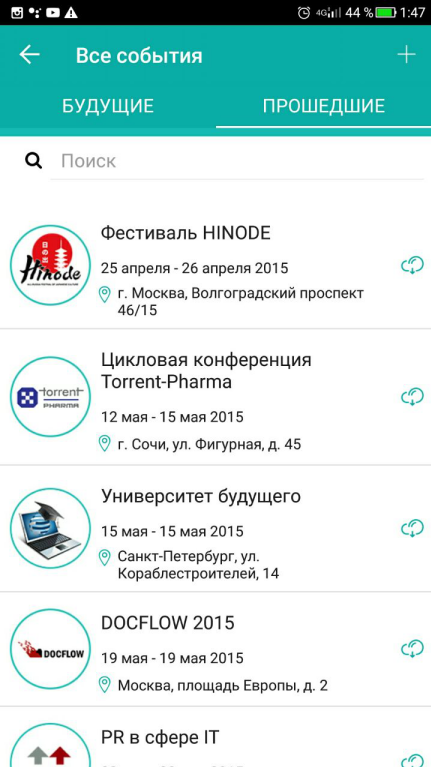 4G 44 % 1:47
Все события
БУДУЩИЕ
ПРОШЕДШИЕ
Поиск
Hinode
Фестиваль HINODE
25 апреля - 26 апреля 2015
г. Москва, Волгоградский проспект
46/15
torrent
PHARMA
Цикловая конференция
Torrent-Pharma
12 мая - 15 мая 2015
г. Сочи, ул. Фигурная, д. 45
Университет будущего
15 мая - 15 мая 2015
Санкт-Петербург, ул.
Кораблестроителей, 14
DOCFLOW
DOCFLOW 2015
19 мая - 19 мая 2015
Москва, площадь Европы, д. 2
PR в сфере IT